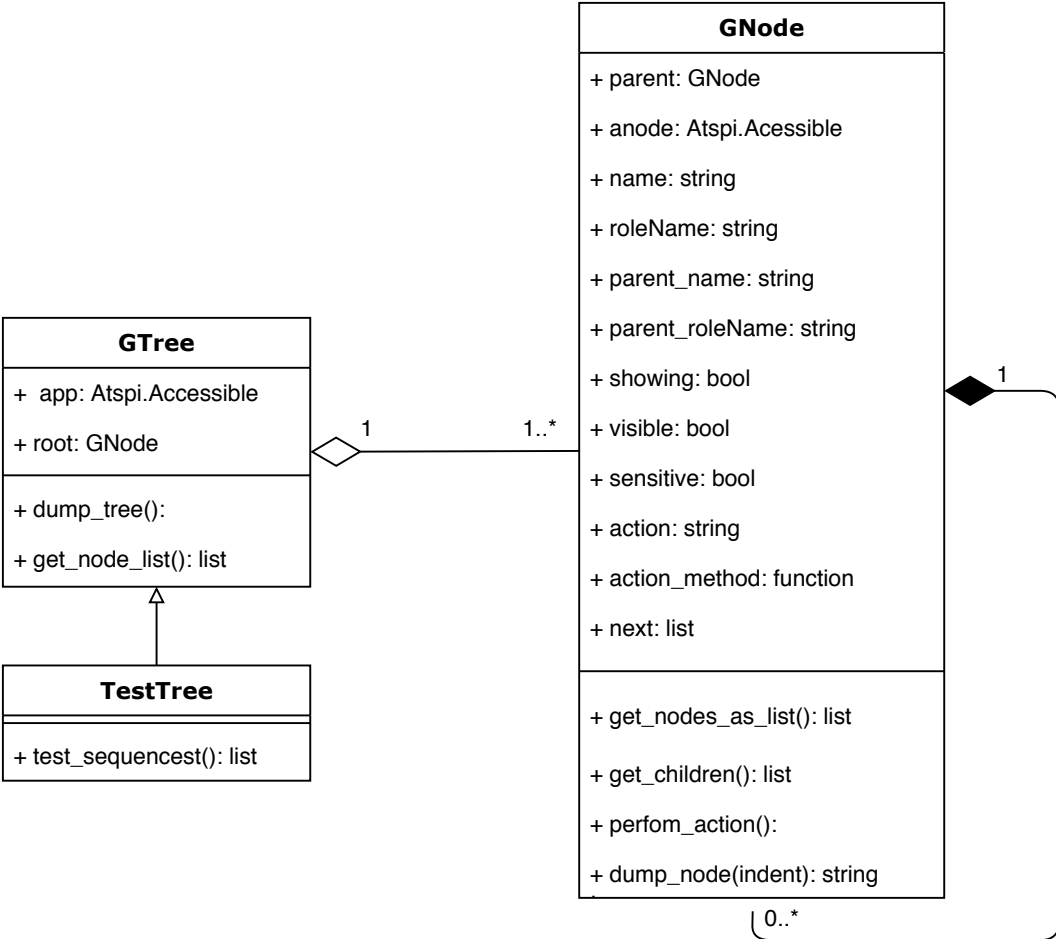 GNode
+ parent: GNode
+ anode: Atspi.Acessible
+ name: string
+ roleName: string
+ parent_name: string
+ parent_roleName: string
+ showing: bool
+ visible: bool
+ sensitive: bool
+ action: string
+ action_method: function
+ next: list
+ get_nodes_as_list(): list
+ get_children(): list
+ perfom_action():
+ dump_node(indent): string
GTree
+ app: Atspi.Accessible
+ root: GNode
+ dump_tree():
+ get_node_list(): list
TestTree
+ test_sequencest(): list
1
1..*
1
0..*